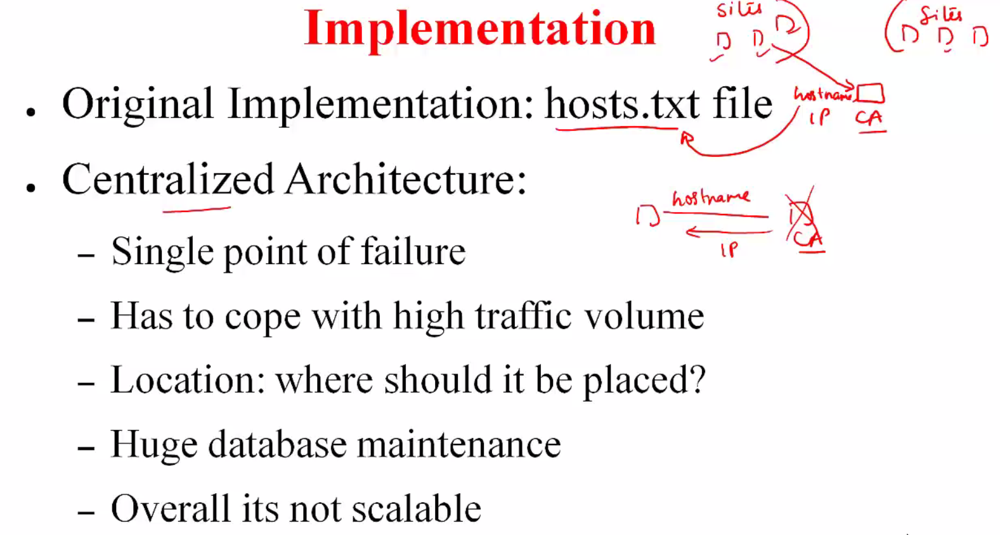 Implementation
sites
sites
• Original Implementation: hosts.txt file
hostname
IP CA
• Centralized Architecture:
hostname
IP
CA
– Single point of failure
– Has to cope with high traffic volume
– Location: where should it be placed?
– Huge database maintenance
– Overall its not scalable